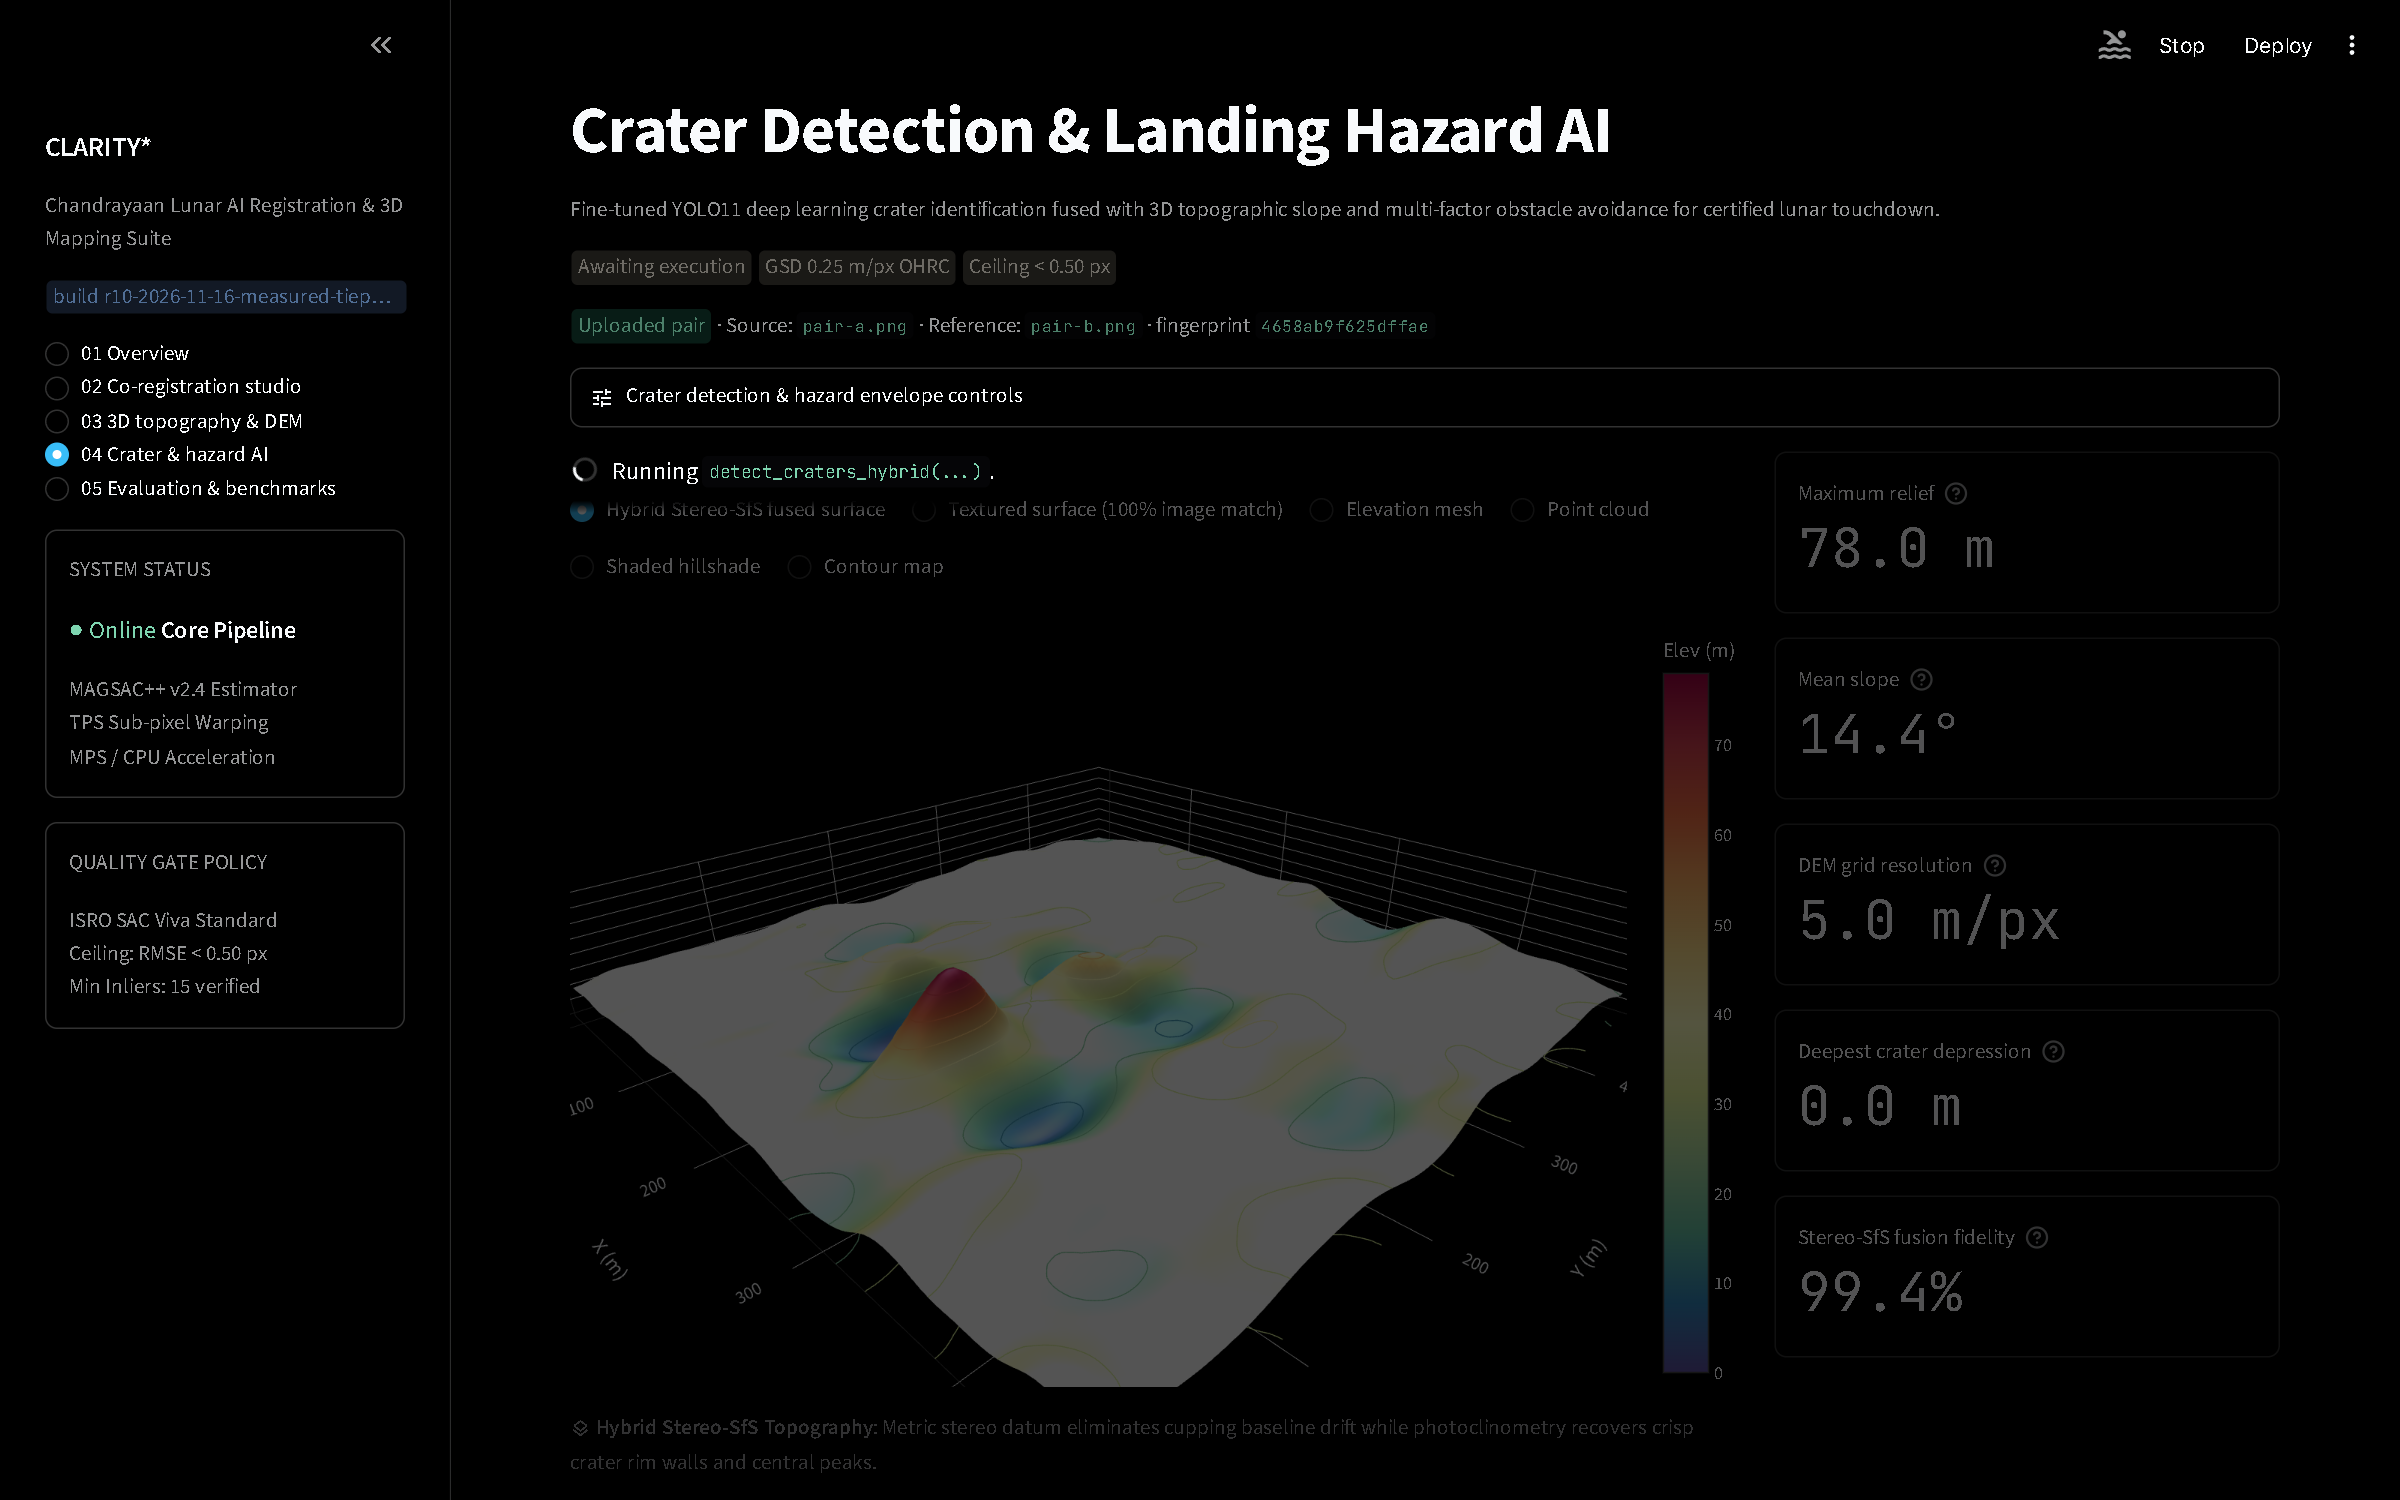 Stop
Deploy
CLARITY*
Chandrayaan Lunar AI Registration & 3D
Mapping Suite
build r10-2026-11-16-measured-tiep...
01 Overview
02 Co-registration studio
03 3D topography & DEM
04 Crater & hazard AI
05 Evaluation & benchmarks
SYSTEM STATUS
● Online Core Pipeline
MAGSAC++ v2.4 Estimator
TPS Sub-pixel Warping
MPS / CPU Acceleration
QUALITY GATE POLICY
ISRO SAC Viva Standard
Ceiling: RMSE < 0.50 px
Min Inliers: 15 verified
Crater Detection & Landing Hazard AI
Fine-tuned YOLO11 deep learning crater identification fused with 3D topographic slope and multi-factor obstacle avoidance for certified lunar touchdown.
Awaiting execution GSD 0.25 m/px OHRC Ceiling < 0.50 px
Uploaded pair · Source: pair-a.png · Reference: pair-b.png · fingerprint 4658ab9f625dffae
Crater detection & hazard envelope controls
Running detect_craters_hybrid(...) .
Hybrid Stereo-SfS fused surface Textured surface (100% image match) Elevation mesh Point cloud
Shaded hillshade Contour map
Elev (m)
70
60
50
40
30
20
10
0
100
200
300
X (m)
4
300
200
Y (m)
Hybrid Stereo-SfS Topography: Metric stereo datum eliminates cupping baseline drift while photoclinometry recovers crisp
crater rim walls and central peaks.
Maximum relief
78.0 m
Mean slope
14.4°
DEM grid resolution
5.0 m/px
Deepest crater depression
0.0 m
Stereo-SfS fusion fidelity
99.4%